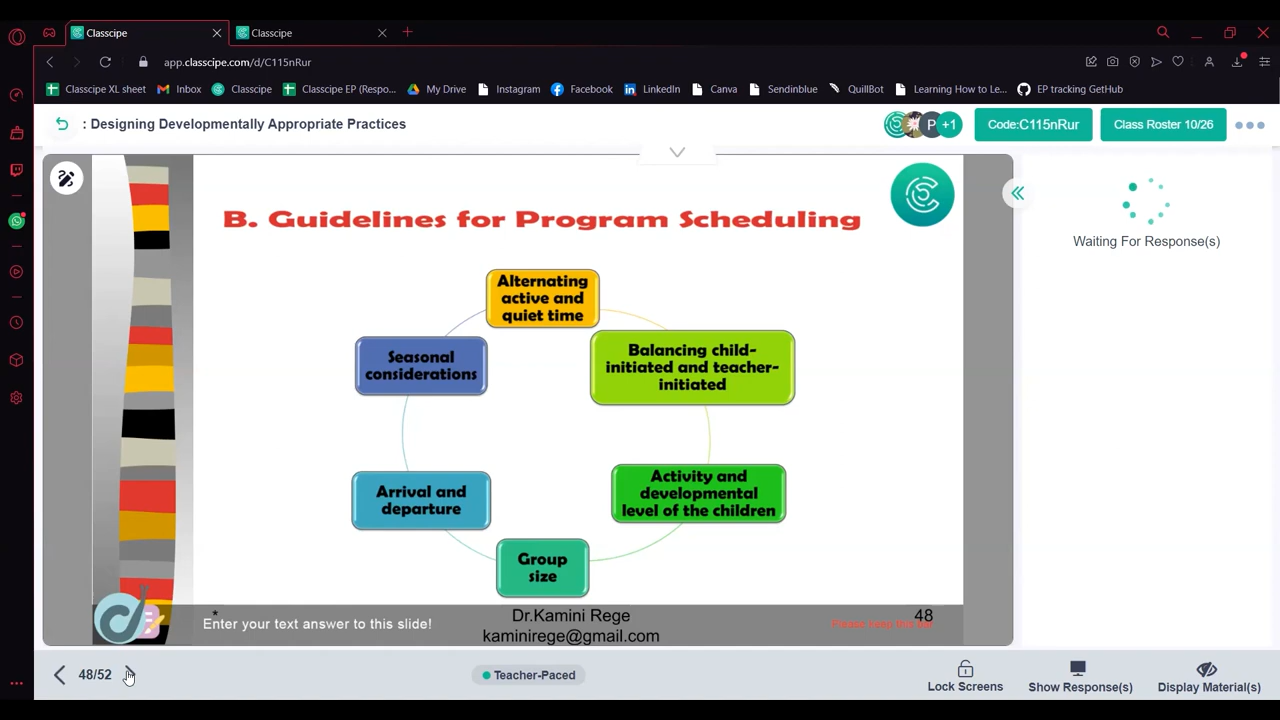 Classcipe
Classcipe
app.classcipe.com/d/C115nRur
Classcipe XL sheet
Inbox
Classcipe
Classcipe EP (Respo...
My Drive
Instagram
Facebook
LinkedIn
Canva
Sendinblue
QuillBot
Learning How to Le...
EP tracking GetHub
: Designing Developmentally Appropriate Practices
P
+1
Code:C115nRur
Class Roster 10/26
B. Guidelines for Program Scheduling
Waiting For Response(s)
Alternating
active and
quiet time
Balancing child-
initiated and teacher-
initiated
Seasonal
considerations
Activity and
developmental
level of the children
Arrival and
departure
Group
size
*
Dr.Kamini Rege
kaminirege@gmail.com
48
Enter your text answer to this slide!
48/52
Teacher-Paced
Lock Screens
Show Response(s)
Display Material(s)